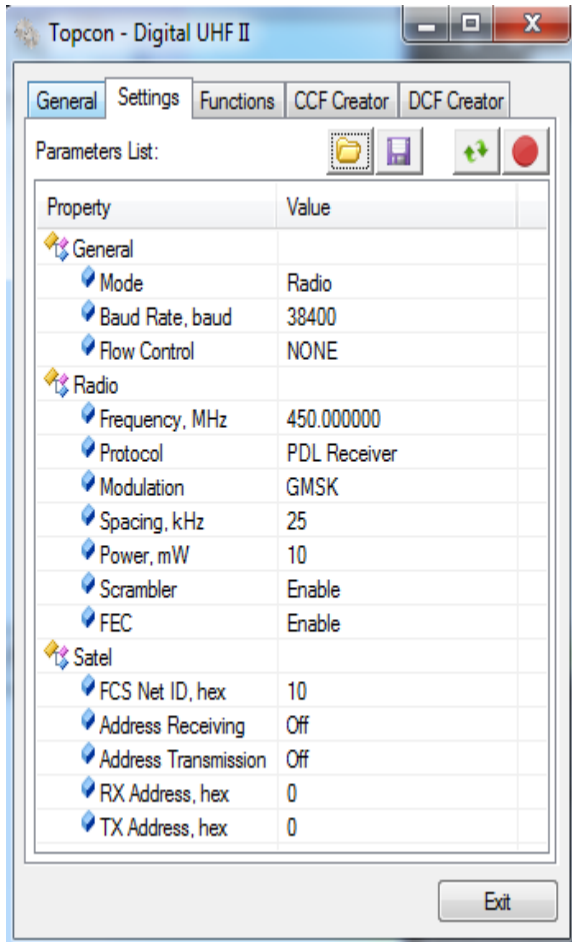 Topcon - Digital UHF II
General Settings Functions CCF Creator DCF Creator
Parameters List:
Property Value
General
Mode Radio
Baud Rate, baud 38400
Flow Control NONE
Radio
Frequency, MHz 450.000000
Protocol PDL Receiver
Modulation GMSK
Spacing, kHz 25
Power, mW 10
Scrambler Enable
FEC Enable
Satel
FCS Net ID, hex 10
Address Receiving Off
Address Transmission Off
RX Address, hex 0
TX Address, hex 0
Exit